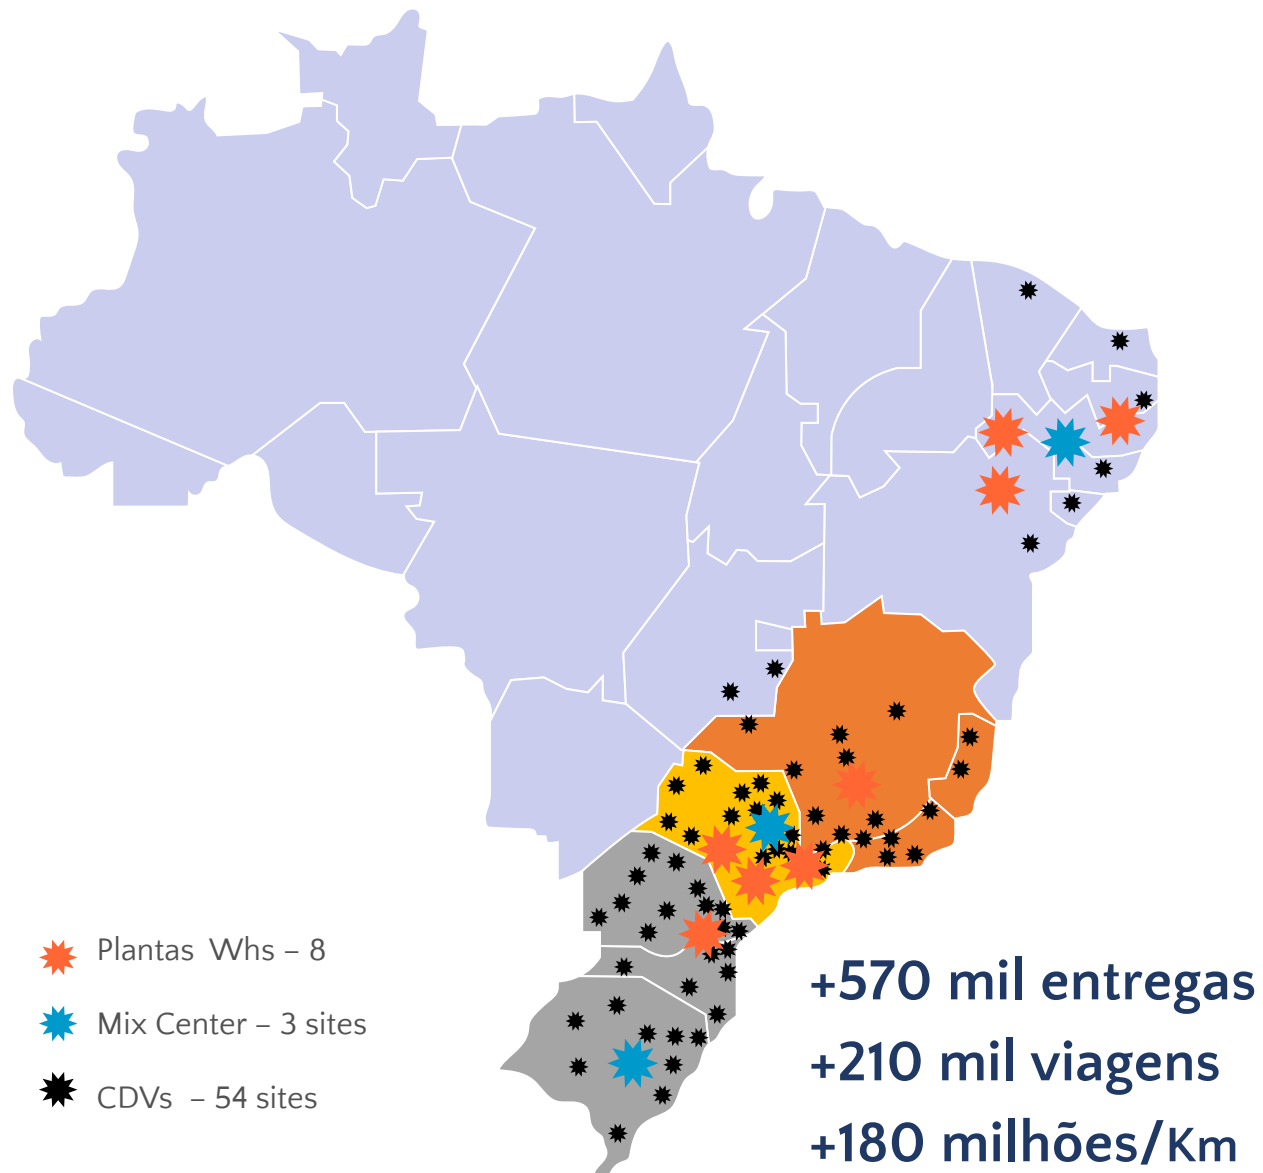 Plantas Whs – 8
Mix Center – 3 sites
CDVs – 54 sites
+570 mil entregas
+210 mil viagens
+180 milhões/Km